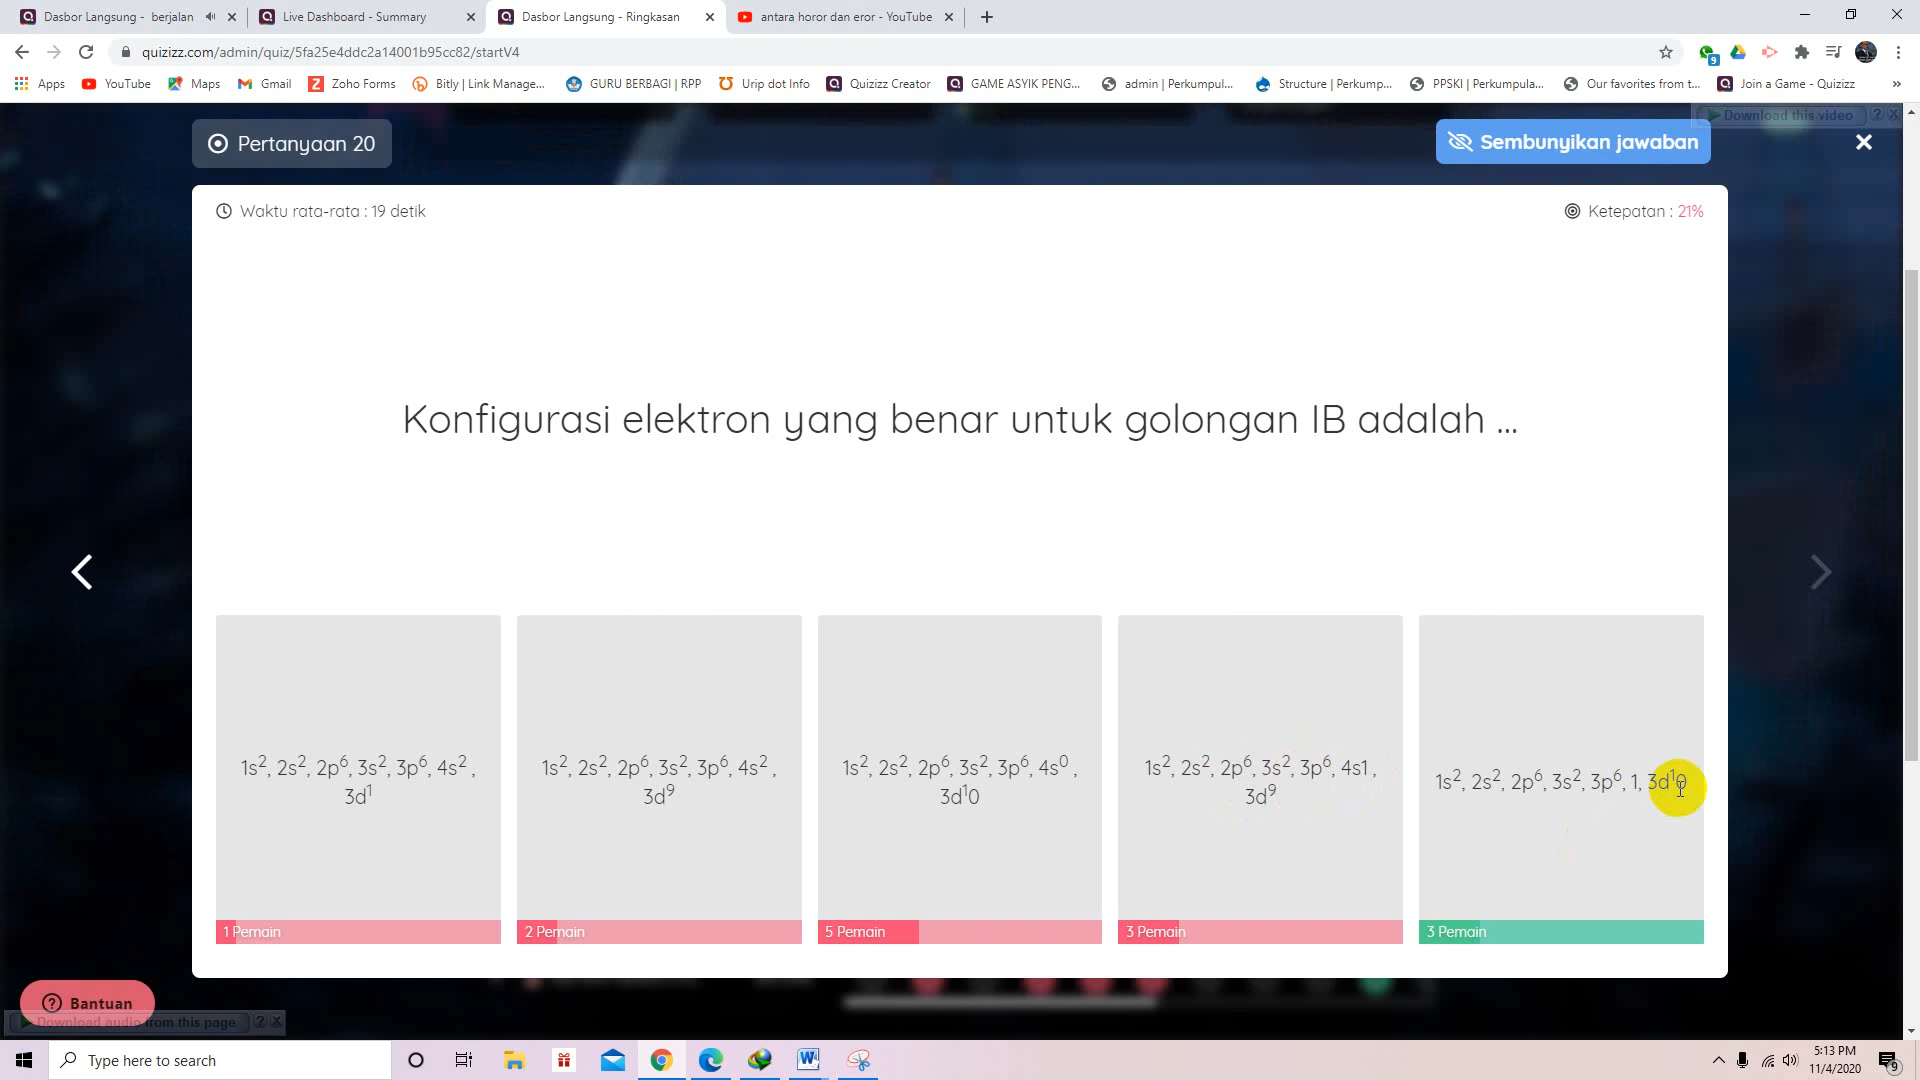 Dasbor Langsung - berjalan
Live Dashboard - Summary
Dasbor Langsung - Ringkasan
antara horor dan eror - YouTube
quizizz.com/admin/quiz/5fa25e4ddc2a14001b95cc82/startV4
Apps
YouTube
Maps
Gmail
Zoho Forms
Bitly | Link Manage...
GURU BERBAGI | RPP
Urip dot Info
Quizizz Creator
GAME ASYIK PENG...
admin | Perkumpul...
Structure | Perkump...
PPSKI | Perkumpula...
Our favorites from t...
Join a Game - Quizizz
Download this video
Pertanyaan 20
Sembunyikan jawaban
Waktu rata-rata : 19 detik
Ketepatan : 21%
Konfigurasi elektron yang benar untuk golongan IB adalah ...
1s², 2s², 2p⁶, 3s², 3p⁶, 4s² ,
3d¹
1s², 2s², 2p⁶, 3s², 3p⁶, 4s² ,
3d⁹
1s², 2s², 2p⁶, 3s², 3p⁶, 4s⁰ ,
3d¹0
1s², 2s², 2p⁶, 3s², 3p⁶, 4s1 ,
3d⁹
1s², 2s², 2p⁶, 3s², 3p⁶, 1, 3d¹0
1 Pemain
2 Pemain
5 Pemain
3 Pemain
3 Pemain
Bantuan
Download audio from this page
Type here to search
5:13 PM
11/4/2020